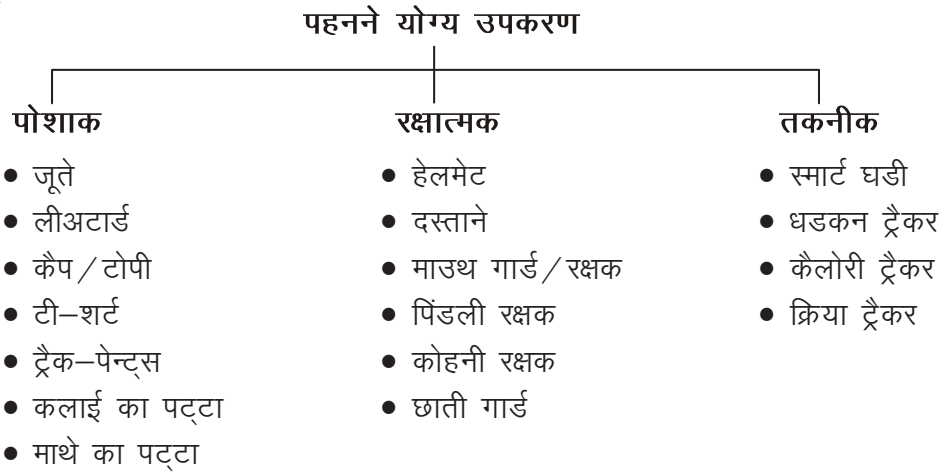 पहनने योग्य उपकरण
पोशाक
• जूते
• लीअटार्ड
• कैप/टोपी
• टी–शर्ट
• ट्रैक–पेन्ट्स
• कलाई का पट्टा
• माथे का पट्टा
रक्षात्मक
• हेलमेट
• दस्ताने
• माउथ गार्ड/रक्षक
• पिंडली रक्षक
• कोहनी रक्षक
• छाती गार्ड
तकनीक
• स्मार्ट घडी
• धडकन ट्रैकर
• कैलोरी ट्रैकर
• क्रिया ट्रैकर